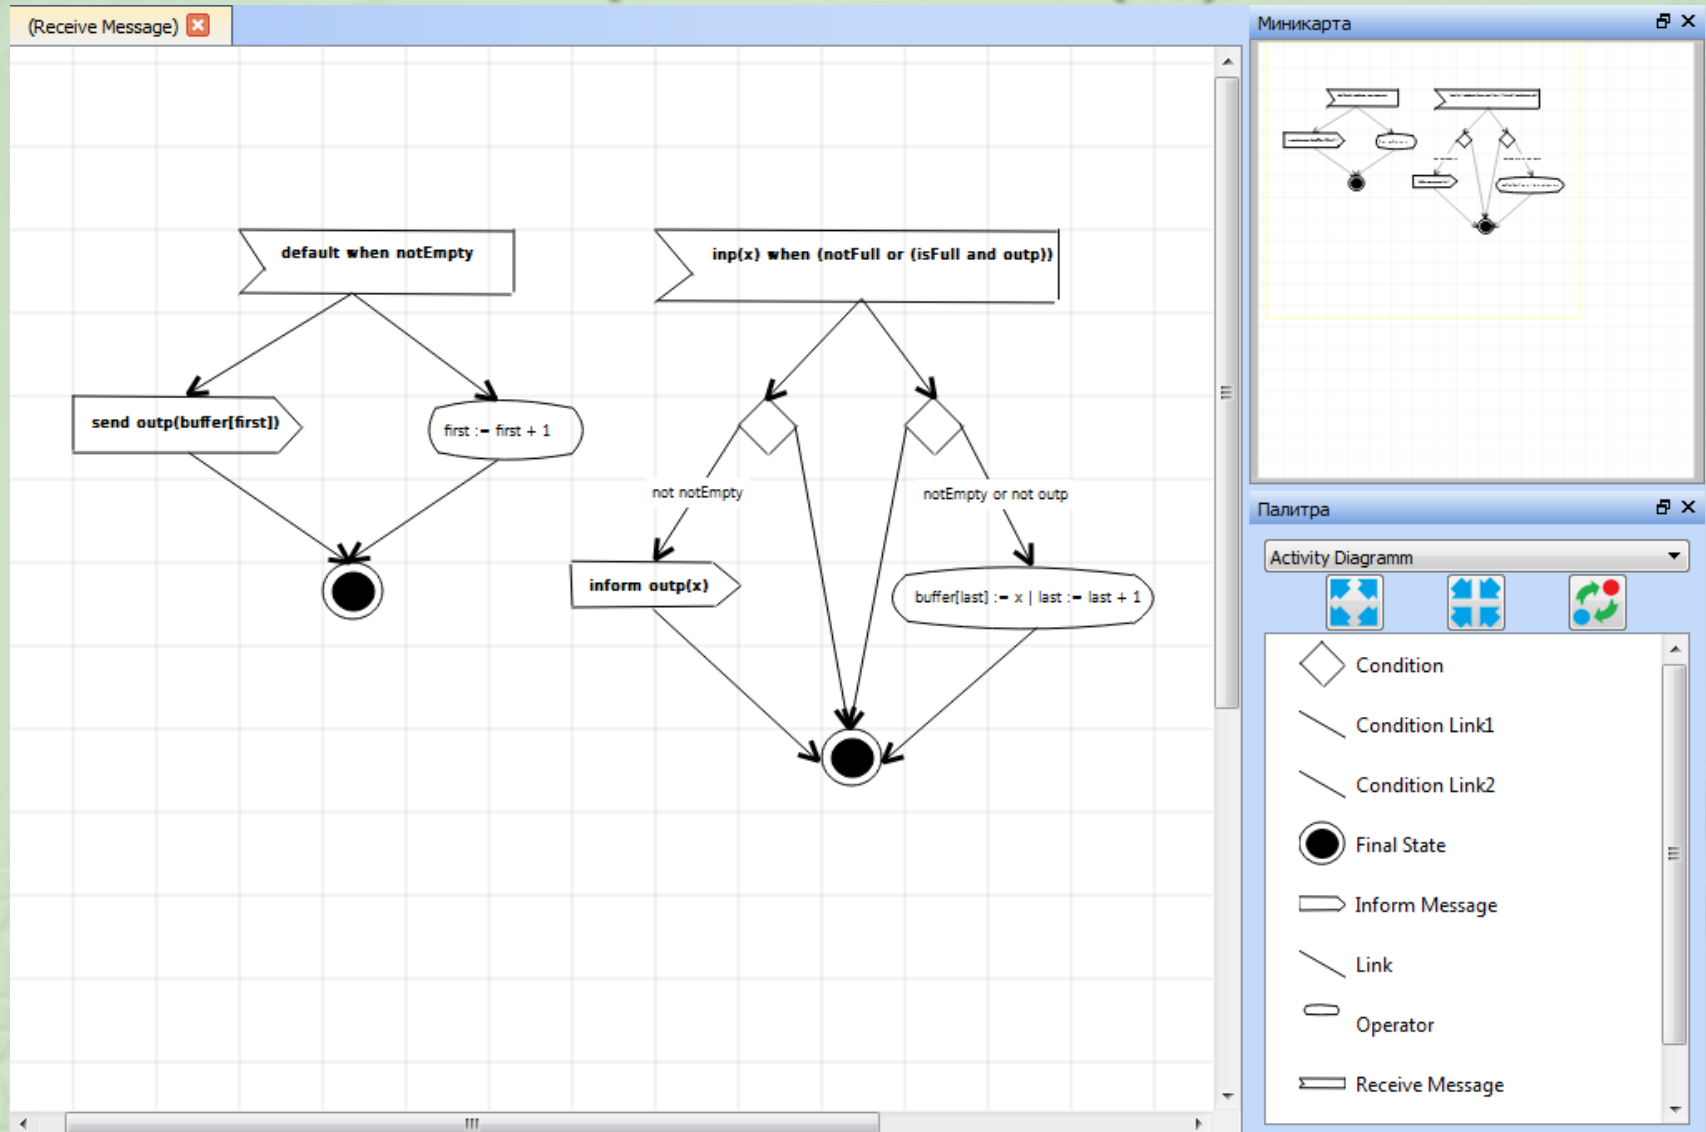 (Receive Message)
default when notEmpty
inp(x) when (notFull or (isFull and outp))
send outp(buffer[first])
first := first + 1
not notEmpty
notEmpty or not outp
inform outp(x)
buffer[last] := x | last := last + 1
Миникарта
Палитра
Activity Diagramm
Condition
Condition Link1
Condition Link2
Final State
Inform Message
Link
Operator
Receive Message